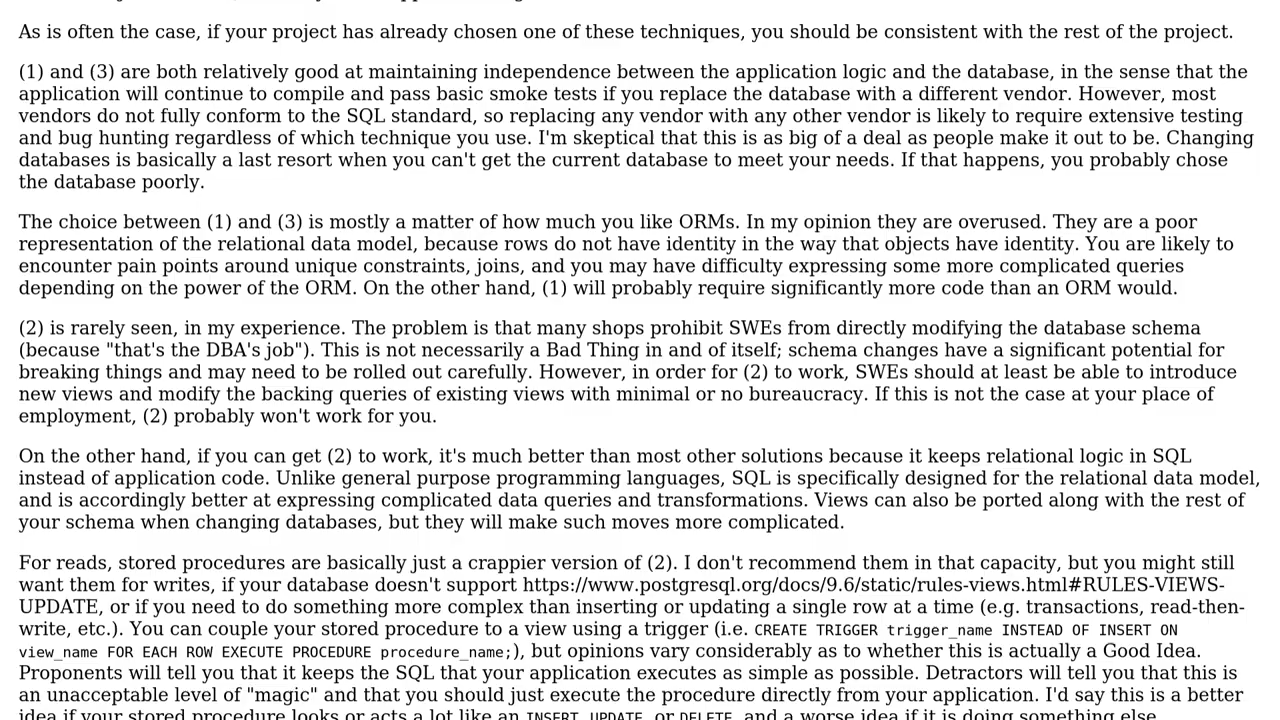 As is often the case, if your project has already chosen one of these techniques, you should be consistent with the rest of the project.
(1) and (3) are both relatively good at maintaining independence between the application logic and the database, in the sense that the
application will continue to compile and pass basic smoke tests if you replace the database with a different vendor. However, most
vendors do not fully conform to the SQL standard, so replacing any vendor with any other vendor is likely to require extensive testing
and bug hunting regardless of which technique you use. I'm skeptical that this is as big of a deal as people make it out to be. Changing
databases is basically a last resort when you can't get the current database to meet your needs. If that happens, you probably chose
the database poorly.
The choice between (1) and (3) is mostly a matter of how much you like ORMs. In my opinion they are overused. They are a poor
representation of the relational data model, because rows do not have identity in the way that objects have identity. You are likely to
encounter pain points around unique constraints, joins, and you may have difficulty expressing some more complicated queries
depending on the power of the ORM. On the other hand, (1) will probably require significantly more code than an ORM would.
(2) is rarely seen, in my experience. The problem is that many shops prohibit SWEs from directly modifying the database schema
(because "that's the DBA's job"). This is not necessarily a Bad Thing in and of itself; schema changes have a significant potential for
breaking things and may need to be rolled out carefully. However, in order for (2) to work, SWEs should at least be able to introduce
new views and modify the backing queries of existing views with minimal or no bureaucracy. If this is not the case at your place of
employment, (2) probably won't work for you.
On the other hand, if you can get (2) to work, it's much better than most other solutions because it keeps relational logic in SQL
instead of application code. Unlike general purpose programming languages, SQL is specifically designed for the relational data model,
and is accordingly better at expressing complicated data queries and transformations. Views can also be ported along with the rest of
your schema when changing databases, but they will make such moves more complicated.
For reads, stored procedures are basically just a crappier version of (2). I don't recommend them in that capacity, but you might still
want them for writes, if your database doesn't support https://www.postgresql.org/docs/9.6/static/rules-views.html#RULES-VIEWS-
UPDATE, or if you need to do something more complex than inserting or updating a single row at a time (e.g. transactions, read-then-
write, etc.). You can couple your stored procedure to a view using a trigger (i.e. CREATE TRIGGER trigger_name INSTEAD OF INSERT ON
view_name FOR EACH ROW EXECUTE PROCEDURE procedure_name;), but opinions vary considerably as to whether this is actually a Good Idea.
Proponents will tell you that it keeps the SQL that your application executes as simple as possible. Detractors will tell you that this is
an unacceptable level of "magic" and that you should just execute the procedure directly from your application. I'd say this is a better
idea if your stored procedure looks or acts a lot like an INSERT, UPDATE, or DELETE, and a worse idea if it is doing something else.